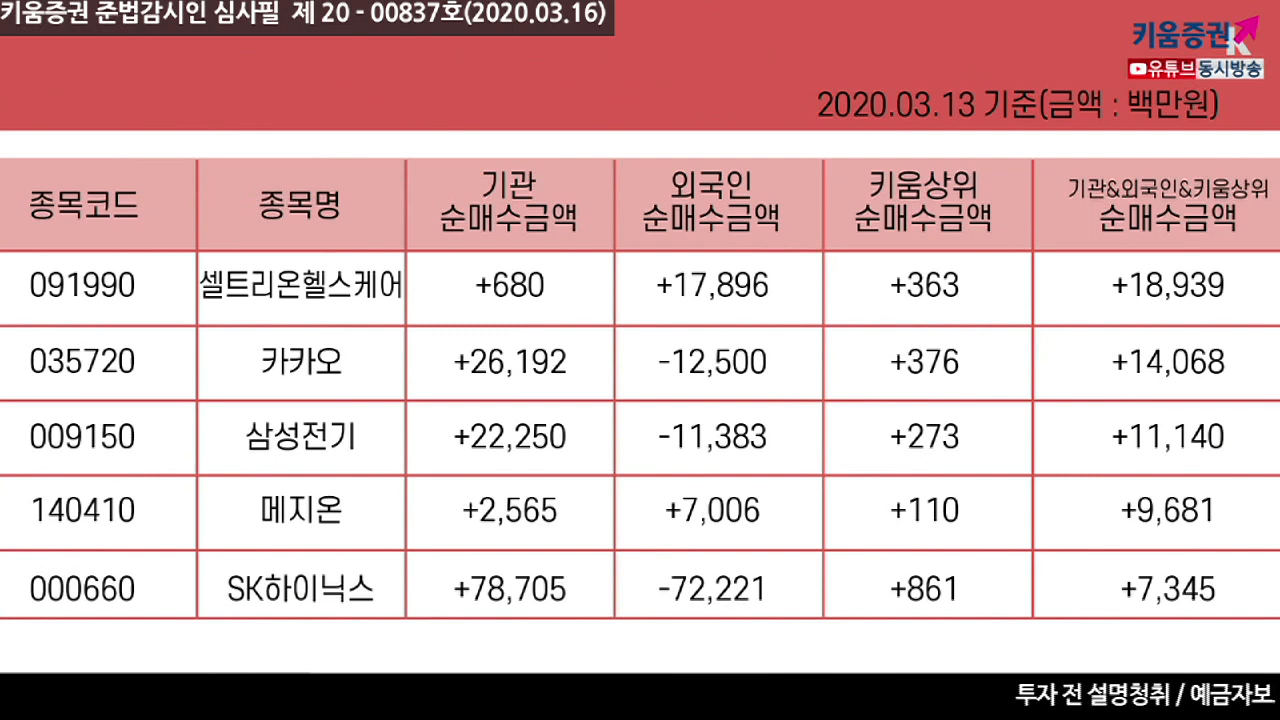 키움증권 준법감시인 심사필 제 20 - 00837호(2020.03.16)
키움증권
유튜브 동시방송
2020.03.13 기준(금액 : 백만원)
종목코드 종목명 기관 순매수금액 외국인 순매수금액 키움상위 순매수금액 기관&외국인&키움상위 순매수금액
091990 셀트리온헬스케어 +680 +17,896 +363 +18,939
035720 카카오 +26,192 -12,500 +376 +14,068
009150 삼성전기 +22,250 -11,383 +273 +11,140
140410 메지온 +2,565 +7,006 +110 +9,681
000660 SK하이닉스 +78,705 -72,221 +861 +7,345
투자 전 설명청취 / 예금자보